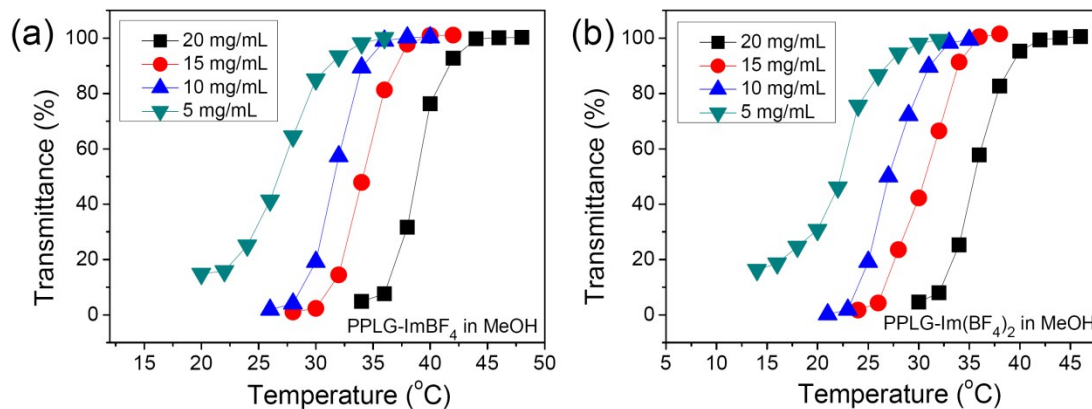 (a)
20 mg/mL
15 mg/mL
10 mg/mL
5 mg/mL
Transmittance (%)
100
80
60
40
20
0
PPLG-ImBF4 in MeOH
15 20 25 30 35 40 45
Temperature (°C)
(b)
20 mg/mL
15 mg/mL
10 mg/mL
5 mg/mL
Transmittance (%)
100
80
60
40
20
0
PPLG-Im(BF4)2 in MeOH
5 10 15 20 25 30 35 40 45
Temperature (°C)